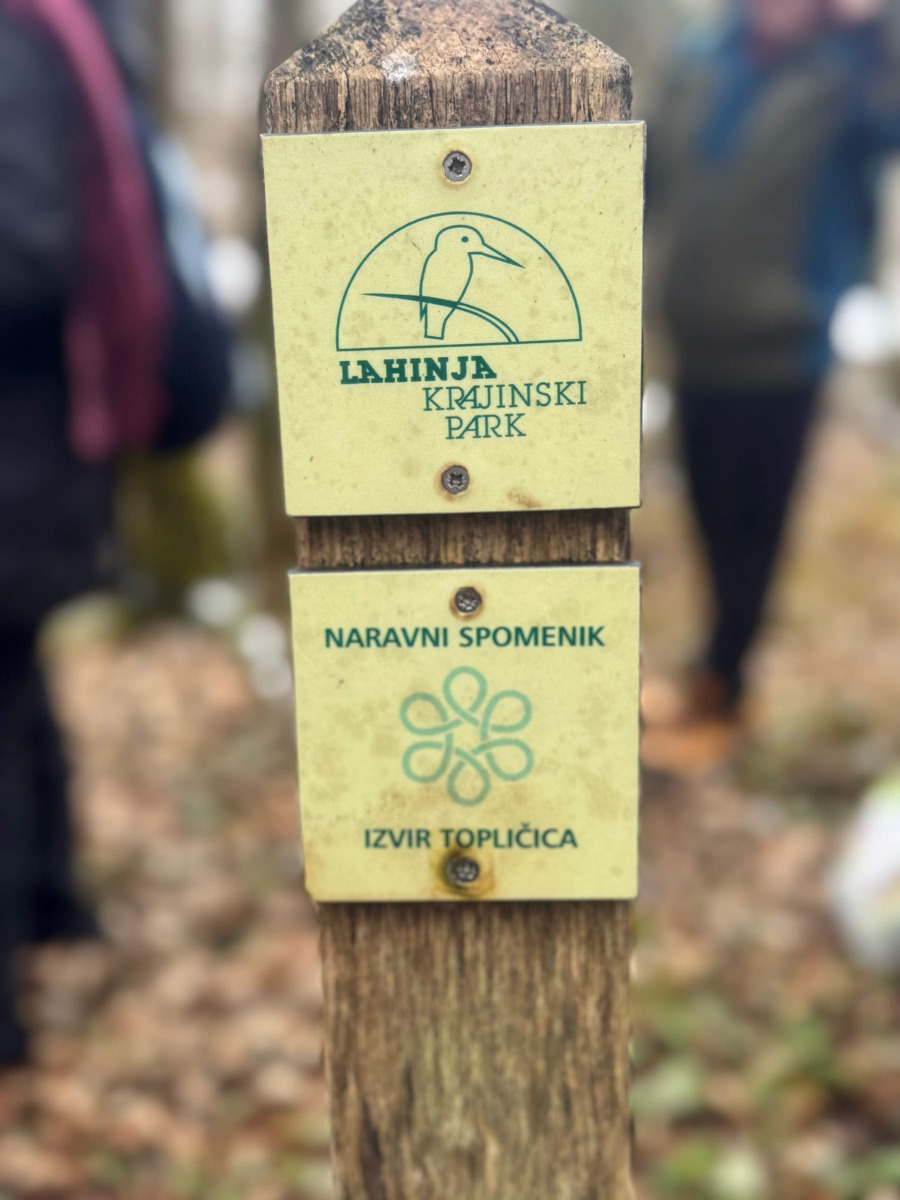 LAHINJA
KRAJINSKI
PARK
NARAVNI SPOMENIK
IZVIR TOPLIČICA